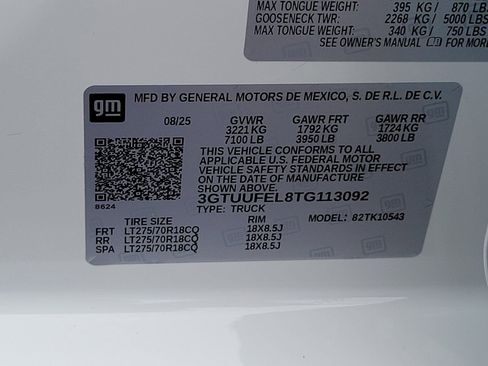 MAX TONGUE WEIGHT: 395 KG / 870 LBS
GOOSENECK TWR: 2268 KG / 5000 LBS
MAX TONGUE WEIGHT: 340 KG / 750 LBS
SEE OWNER'S MANUAL FOR MORE
gm
MFD BY GENERAL MOTORS DE MEXICO, S. DE R.L. DE C.V.
08/25 GVWR GAWR FRT GAWR RR
3221 KG 1792 KG 1724 KG
7100 LB 3950 LB 3800 LB
THIS VEHICLE CONFORMS TO ALL
APPLICABLE U.S. FEDERAL MOTOR
VEHICLE SAFETY STANDARDS IN EFFECT
ON THE DATE OF MANUFACTURE SHOWN ABOVE.
3GTUUFEL8TG113092
8624 TYPE: TRUCK MODEL: 82TK10543
TIRE SIZE RIM
FRT LT275/70R18CQ 18X8.5J
RR LT275/70R18CQ 18X8.5J
SPA LT275/70R18CQ 18X8.5J